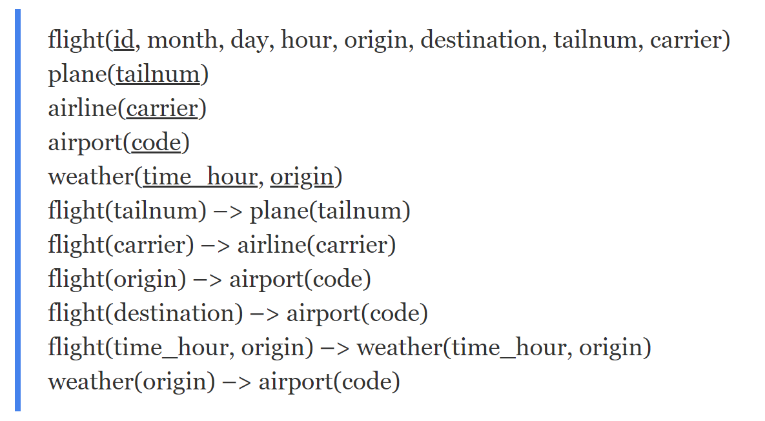 flight(id, month, day, hour, origin, destination, tailnum, carrier)
plane(tailnum)
airline(carrier)
airport(code)
weather(time_hour, origin)
flight(tailnum) −> plane(tailnum)
flight(carrier) −> airline(carrier)
flight(origin) −> airport(code)
flight(destination) −> airport(code)
flight(time_hour, origin) −> weather(time_hour, origin)
weather(origin) −> airport(code)